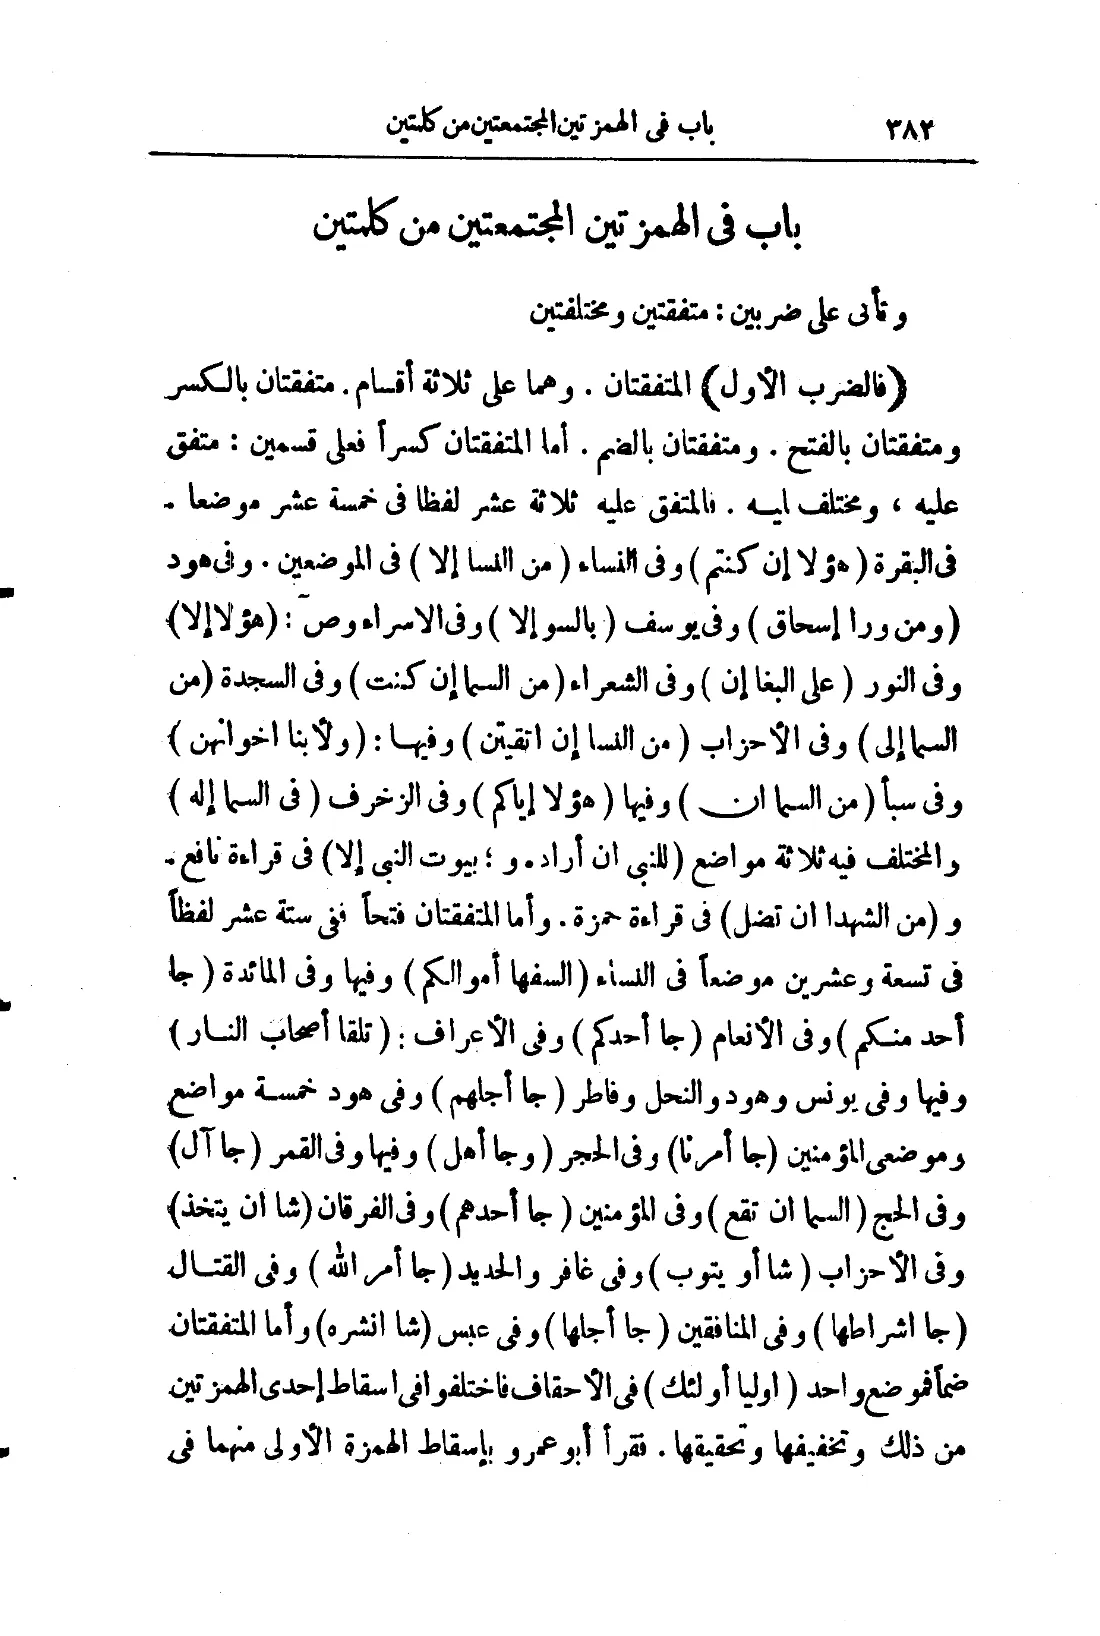 ٣٨٢ باب فى الهمزتين المجتمعتين من كلمتين
باب فى الهمزتين المجتمعتين من كلمتين
وتأتى على ضربين : متفقتين ومختلفتين
(فالضرب الأول) المتفقتان . وهما على ثلاثة أقسام . متفقتان بالكسر
ومتفقتان بالفتح . ومتفقتان بالضم . أما المتفقتان كسراً فعلى قسمين : متفق
عليه ، ومختلف فيه . فالمتفق عليه ثلاثة عشر لفظا فى خمسة عشر موضعا .
فى البقرة ( هؤلا إن كنتم ) وفى النساء ( من النسا إلا ) فى الموضعين . وفى هود
( ومن ورا إسحاق ) وفى يوسف ( بالسو إلا ) وفى الاسراء وصۤ : ( هؤلا إلا )
وفى النور ( على البغا إن ) وفى الشعراء ( من السما إن كنت ) وفى السجدة ( من
السما إلى ) وفى الأحزاب ( من النسا إن اتقيتن ) وفيها : ( ولأبنا اخوانهن )
وفى سبأ ( من السما ان ) وفيها ( هؤلا إياكم ) وفى الزخرف ( فى السما إله )
والمختلف فيه ثلاثة مواضع ( للنبى ان أراد . و : بيوت النبى إلا ) فى قراءة نافع .
و ( من الشهدا ان تضل ) فى قراءة حمزة . وأما المتفقتان فتحاً ففى ستة عشر لفظاً
فى تسعة وعشرين موضعاً فى النساء ( السفها أموالكم ) وفيها وفى المائدة ( جا
أحد منكم ) وفى الأنعام ( جا أحدكم ) وفى الأعراف : ( تلقا أصحاب النار )
وفيها وفى يونس وهود والنحل وفاطر ( جا أجلهم ) وفى هود خمسة مواضع
وموضعى المؤمنين ( جا أمرنا ) وفى الحجر ( وجا أهل ) وفيها وفى القمر ( جا آل )
وفى الحج ( السما ان تقع ) وفى المؤمنين ( جا أحدهم ) وفى الفرقان ( شا ان يتخذ )
وفى الأحزاب ( شا أو يتوب ) وفى غافر والحديد ( جا أمر الله ) وفى القتال
( جا اشراطها ) وفى المنافقين ( جا أجلها ) وفى عبس ( شا انشره ) وأما المتفقتان
ضماً فموضع واحد ( اوليا أولئك ) فى الأحقاف فاختلفوا فى اسقاط إحدى الهمزتين
من ذلك وتخفيفها وتحقيقها . فقرأ أبو عمرو بإسقاط الهمزة الأولى منهما فى